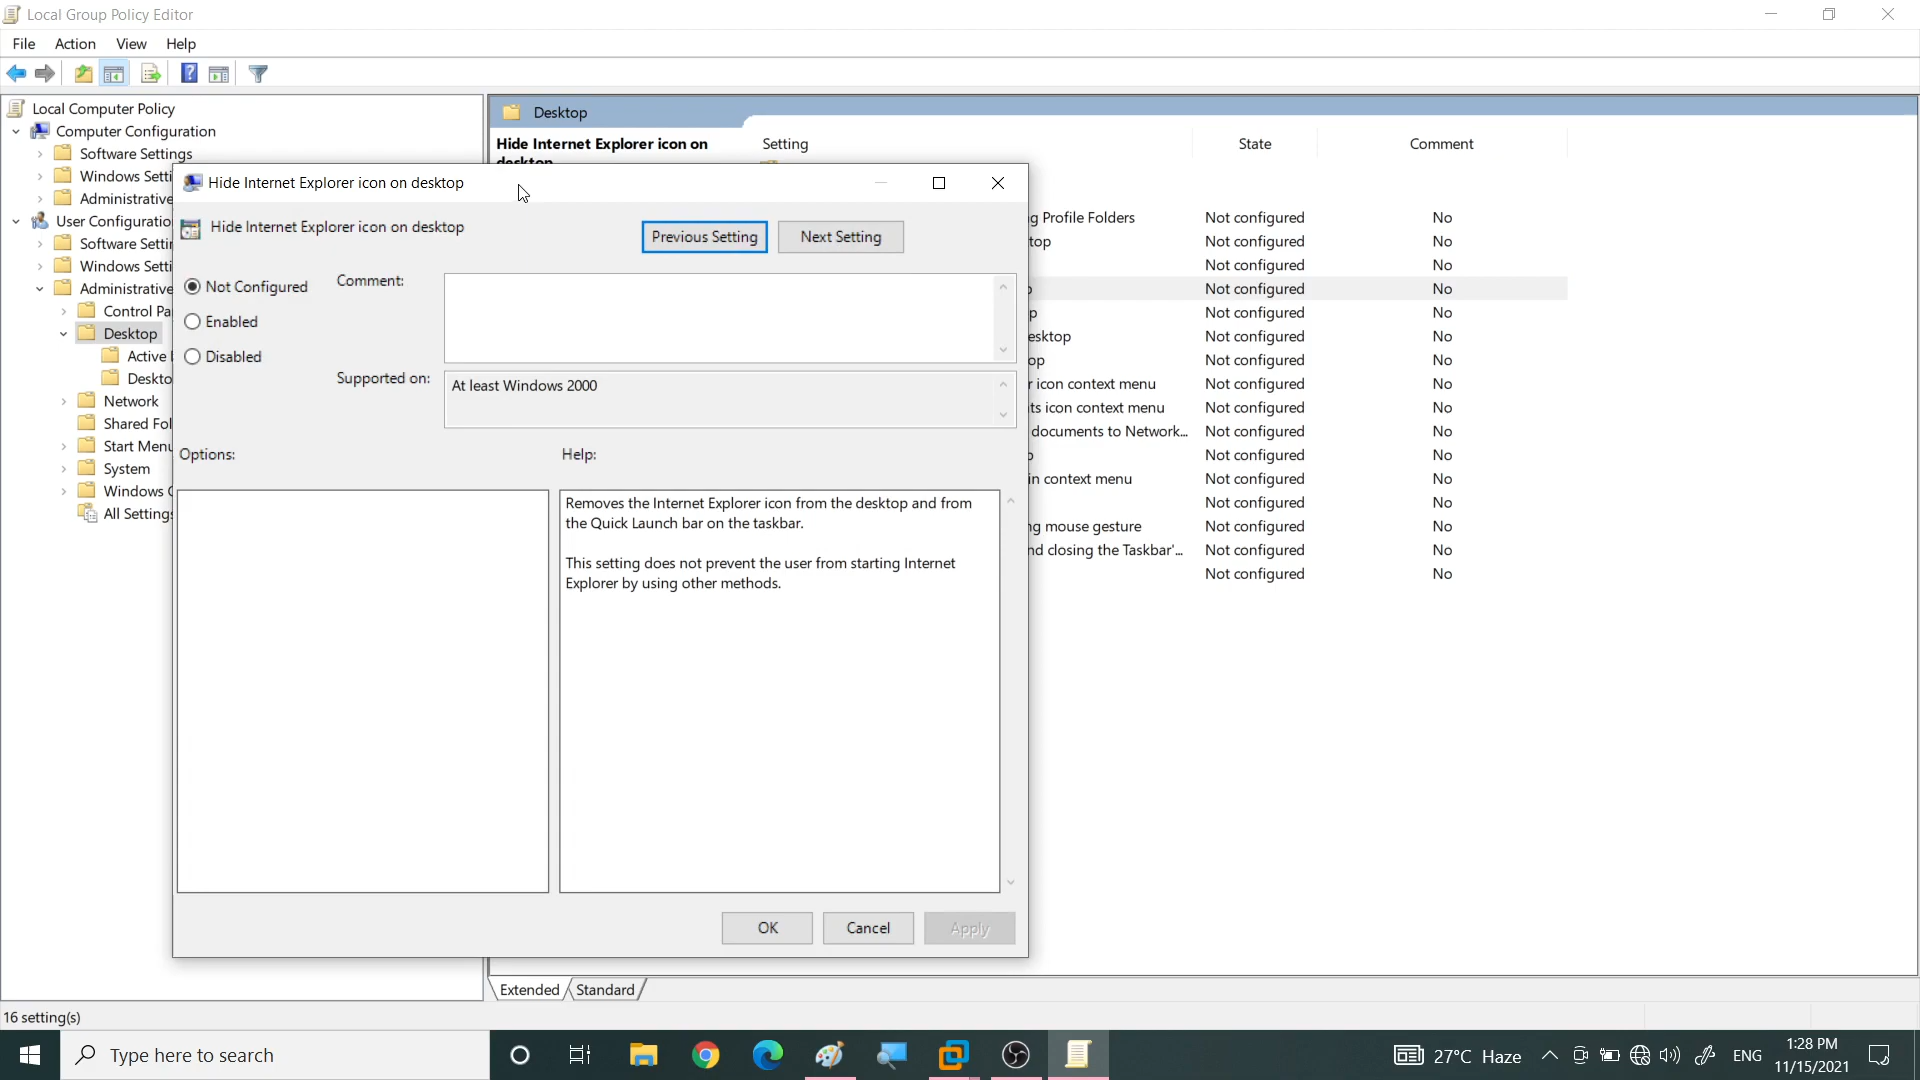 Local Group Policy Editor
File Action View Help
Local Computer Policy
Computer Configuration
Software Settings
Windows Setti
Administrative
User Configuratio
Software Settin
Windows Setti
Administrative
Control Pa
Desktop
Active
Deskto
Network
Shared Fol
Start Menu
System
Windows C
All Settings
Desktop
Hide Internet Explorer icon on
desktop
Setting State Comment
g Profile Folders Not configured No
top Not configured No
Not configured No
Not configured No
p Not configured No
esktop Not configured No
op Not configured No
r icon context menu Not configured No
ts icon context menu Not configured No
documents to Network... Not configured No
Not configured No
in context menu Not configured No
Not configured No
ng mouse gesture Not configured No
nd closing the Taskbar'... Not configured No
Not configured No
Hide Internet Explorer icon on desktop
Hide Internet Explorer icon on desktop
Previous Setting Next Setting
Not Configured
Enabled
Disabled
Comment:
Supported on: At least Windows 2000
Options: Help:
Removes the Internet Explorer icon from the desktop and from
the Quick Launch bar on the taskbar.
This setting does not prevent the user from starting Internet
Explorer by using other methods.
OK Cancel Apply
Extended Standard
16 setting(s)
Type here to search
27°C Haze ENG
1:28 PM
11/15/2021